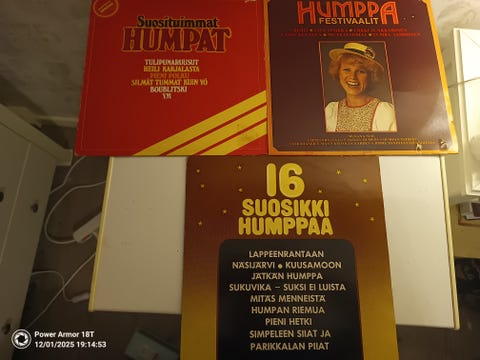 Suosituimmat
HUMPAT
TULIPUNARUUSUT
HEILI KARJALASTA
PIENI POLKU
SILMÄT TUMMAT KUIN YÖ
BOUBLITSKI
YM
HUMPPA
FESTIVAALIT
16
SUOSIKKI
HUMPPAA
LAPPEENRANTAAN
NÄSIJÄRVI • KUUSAMOON
JÄTKÄN HUMPPA
SUKUVIKA – SUKSI EI LUISTA
MITÄS MENNEISTÄ
HUMPAN RIEMUA
PIENI HETKI
SIMPELEEN SIIAT JA
PARIKKALAN PIIAT
Power Armor 18T
12/01/2025 19:14:53